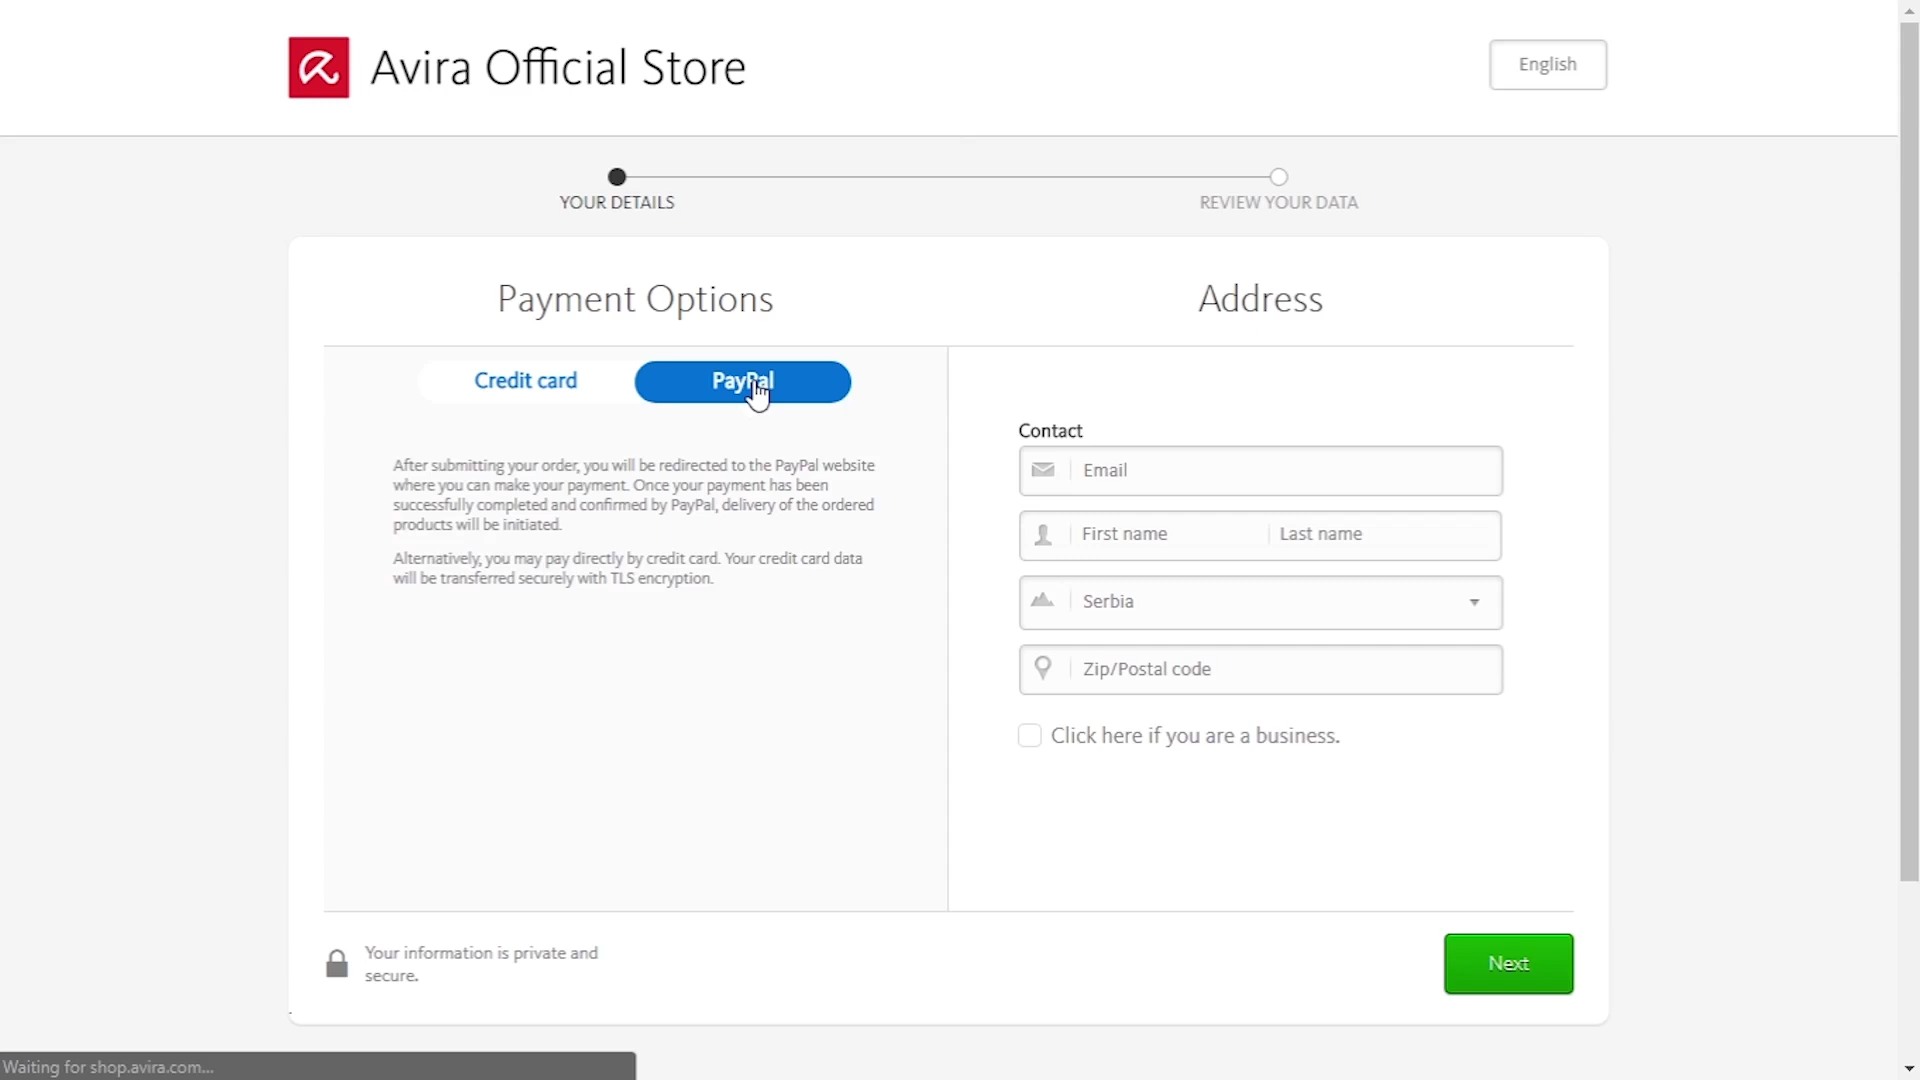 Avira Official Store
English
YOUR DETAILS
REVIEW YOUR DATA
Payment Options
Address
Credit card
PayPal
After submitting your order, you will be redirected to the PayPal website
where you can make your payment. Once your payment has been
successfully completed and confirmed by PayPal, delivery of the ordered
products will be initiated.
Alternatively, you may pay directly by credit card. Your credit card data
will be transferred securely with TLS encryption.
Contact
Email
First name
Last name
Serbia
Zip/Postal code
Click here if you are a business.
Your information is private and
secure.
Next
Waiting for shop.avira.com...